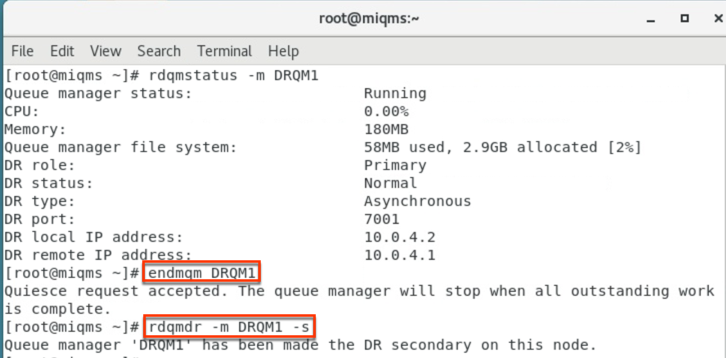 root@miqms:~
File Edit View Search Terminal Help
[root@miqms ~]# rdqmstatus -m DRQM1
Queue manager status: Running
CPU: 0.00%
Memory: 180MB
Queue manager file system: 58MB used, 2.9GB allocated [2%]
DR role: Primary
DR status: Normal
DR type: Asynchronous
DR port: 7001
DR local IP address: 10.0.4.2
DR remote IP address: 10.0.4.1
[root@miqms ~]# endmqm DRQM1
Quiesce request accepted. The queue manager will stop when all outstanding work
is complete.
[root@miqms ~]# rdqmdr -m DRQM1 -s
Queue manager 'DRQM1' has been made the DR secondary on this node.